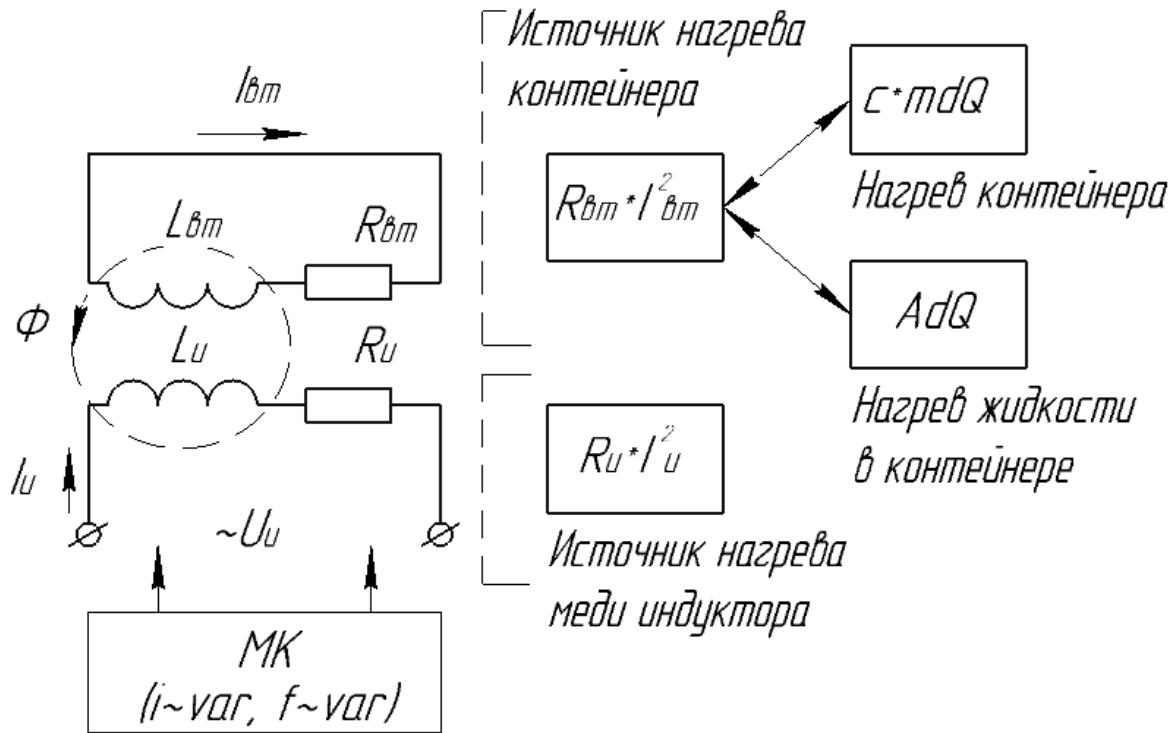 Iвт
Lвт
Rвт
Ф
Lи
Rи
Iи
~Uи
МК
(i~var, f~var)
Источник нагрева
контейнера
Rвт*I²вт
c*mdQ
Нагрев контейнера
AdQ
Нагрев жидкости
в контейнере
Rи*I²и
Источник нагрева
меди индуктора